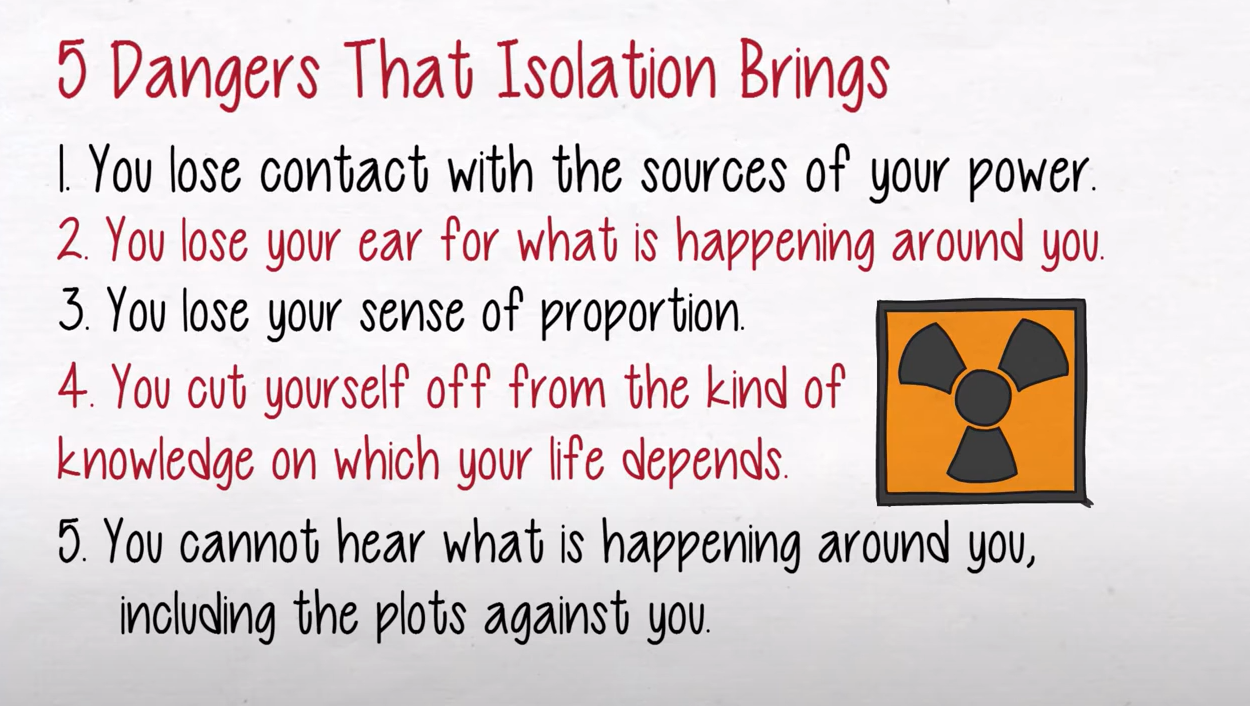 5 Dangers That Isolation Brings
1. You lose contact with the sources of your power.
2. You lose your ear for what is happening around you.
3. You lose your sense of proportion.
4. You cut yourself off from the kind of
knowledge on which your life depends.
5. You cannot hear what is happening around you,
including the plots against you.